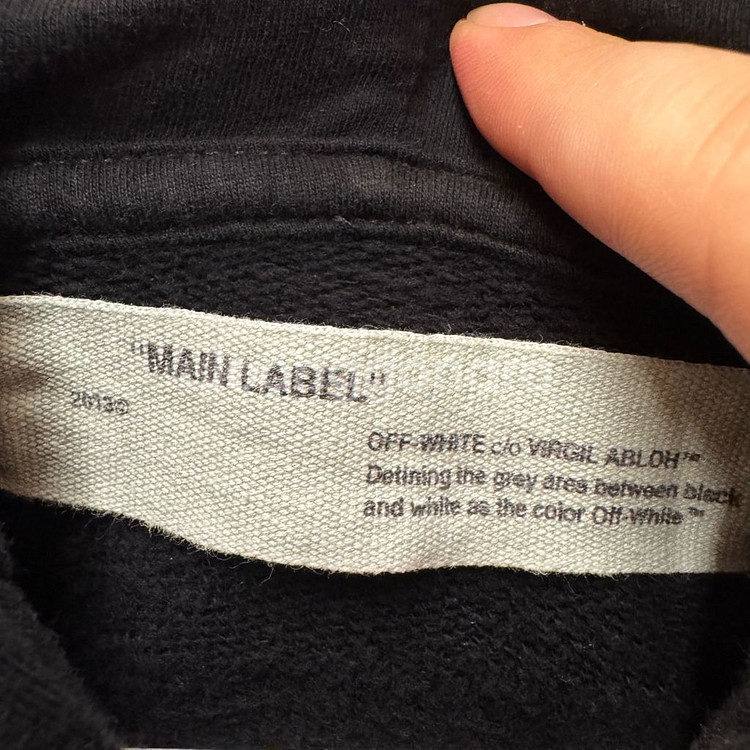 "MAIN LABEL"
2013©
OFF-WHITE c/o VIRGIL ABLOH™
Defining the grey area between black
and white as the color Off-White™